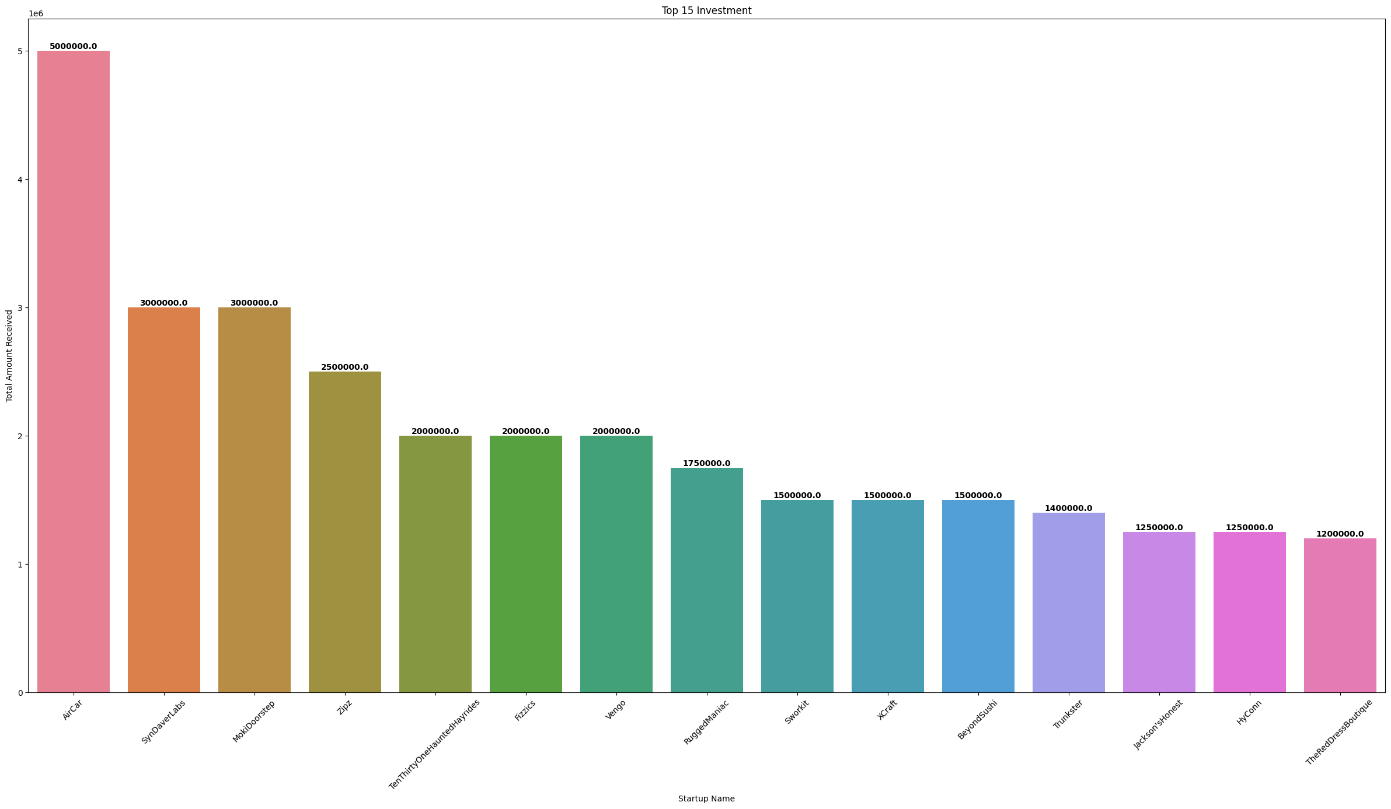 Top 15 Investment
1e6
5
4
3
2
1
0
Total Amount Received
5000000.0
3000000.0
3000000.0
2500000.0
2000000.0
2000000.0
2000000.0
1750000.0
1500000.0
1500000.0
1500000.0
1400000.0
1250000.0
1250000.0
1200000.0
AirCar
SynDaverLabs
MokiDoorstep
Zipz
TenThirtyOneHauntedHayrides
Fizzics
Vengo
RuggedManiac
Sworkit
XCraft
BeyondSushi
Trunkster
Jackson'sHonest
HyConn
TheRedDressBoutique
Startup Name